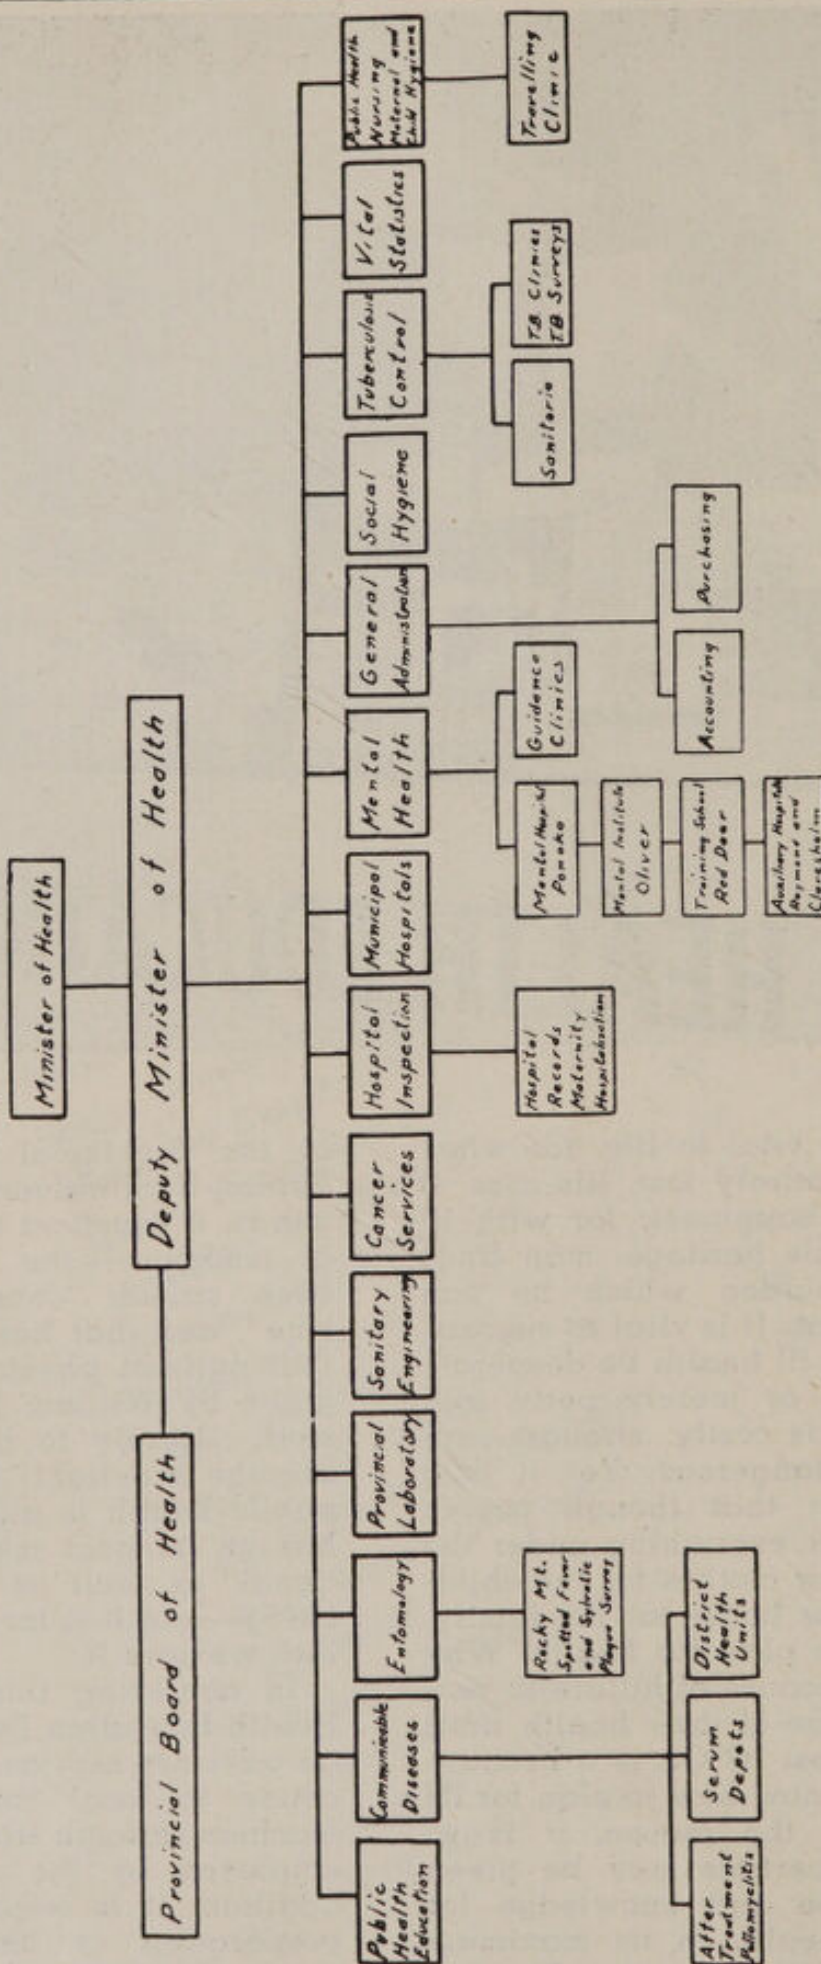 Minister of Health
Provincial Board of Health
Deputy Minister of Health
Public
Health
Education
Communicable
Diseases
Entomology
Provincial
Laboratory
Sanitary
Engineering
Cancer
Services
Hospital
Inspection
Municipal
Hospitals
Mental
Health
General
Administration
Social
Hygiene
Tuberculosis
Control
Vital
Statistics
Public Health
Nursing
Maternal and
Child Hygiene
After
Treatment
Poliomyelitis
Serum
Depots
District
Health
Units
Rocky Mt.
Spotted Fever
and Sylvatic
Plague Survey
Hospital
Records
Maternity
Hospitalization
Mental Hospital
Ponoka
Mental Institute
Oliver
Training School
Red Deer
Auxiliary Hospitals
Raymond and
Claresholm
Guidance
Clinics
Accounting
Purchasing
Sanitoria
T.B. Clinics
T.B. Surveys
Travelling
Clinic